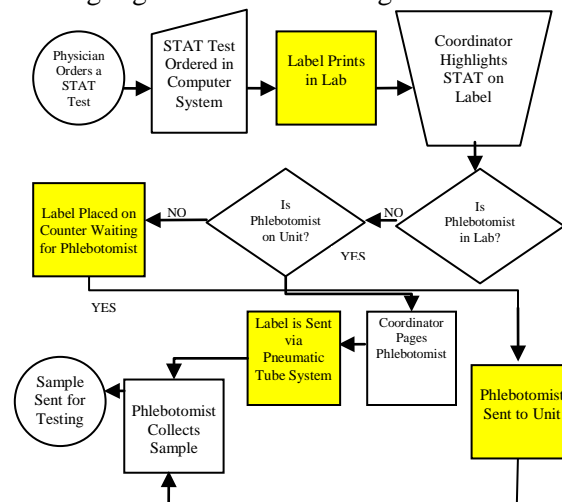 Physician
Orders a
STAT
Test
STAT Test
Ordered in
Computer
System
Label Prints
in Lab
Coordinator
Highlights
STAT on
Label
Label Placed on
Counter Waiting
for Phlebotomist
NO
Is
Phlebotomist
on Unit?
NO
Is
Phlebotomist
in Lab?
YES
YES
Label is Sent
via
Pneumatic
Tube System
Coordinator
Pages
Phlebotomist
Sample
Sent for
Testing
Phlebotomist
Collects
Sample
Phlebotomist
Sent to Unit